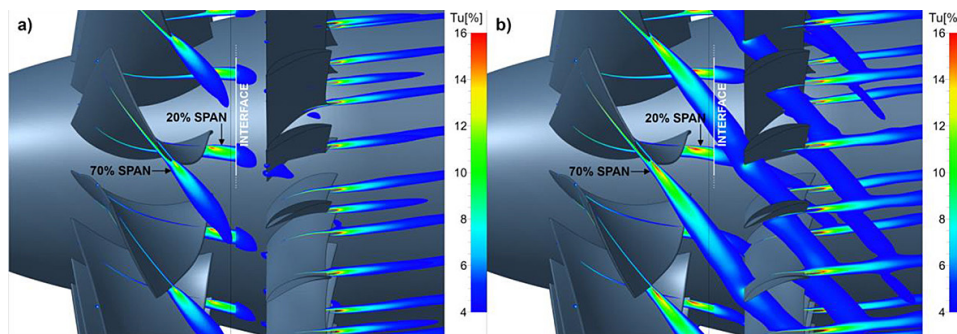 a)
Tu[%]
16
14
12
10
8
6
4
20% SPAN
INTERFACE
70% SPAN
b)
Tu[%]
16
14
12
10
8
6
4
20% SPAN
INTERFACE
70% SPAN